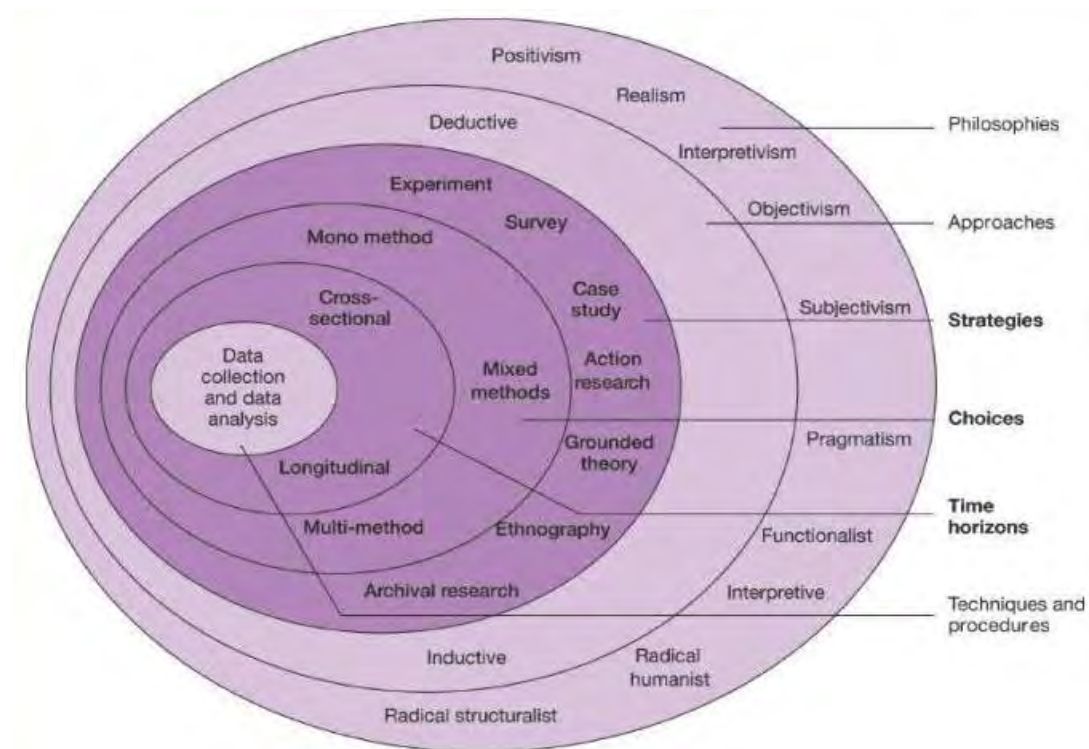 Positivism
Realism
Philosophies
Deductive
Interpretivism
Experiment
Objectivism
Approaches
Survey
Mono method
Case
study
Subjectivism
Strategies
Cross-
sectional
Data
collection
and data
analysis
Mixed
methods
Action
research
Choices
Pragmatism
Grounded
theory
Longitudinal
Time
horizons
Multi-method
Ethnography
Functionalist
Archival research
Interpretive
Techniques and
procedures
Inductive
Radical
humanist
Radical structuralist